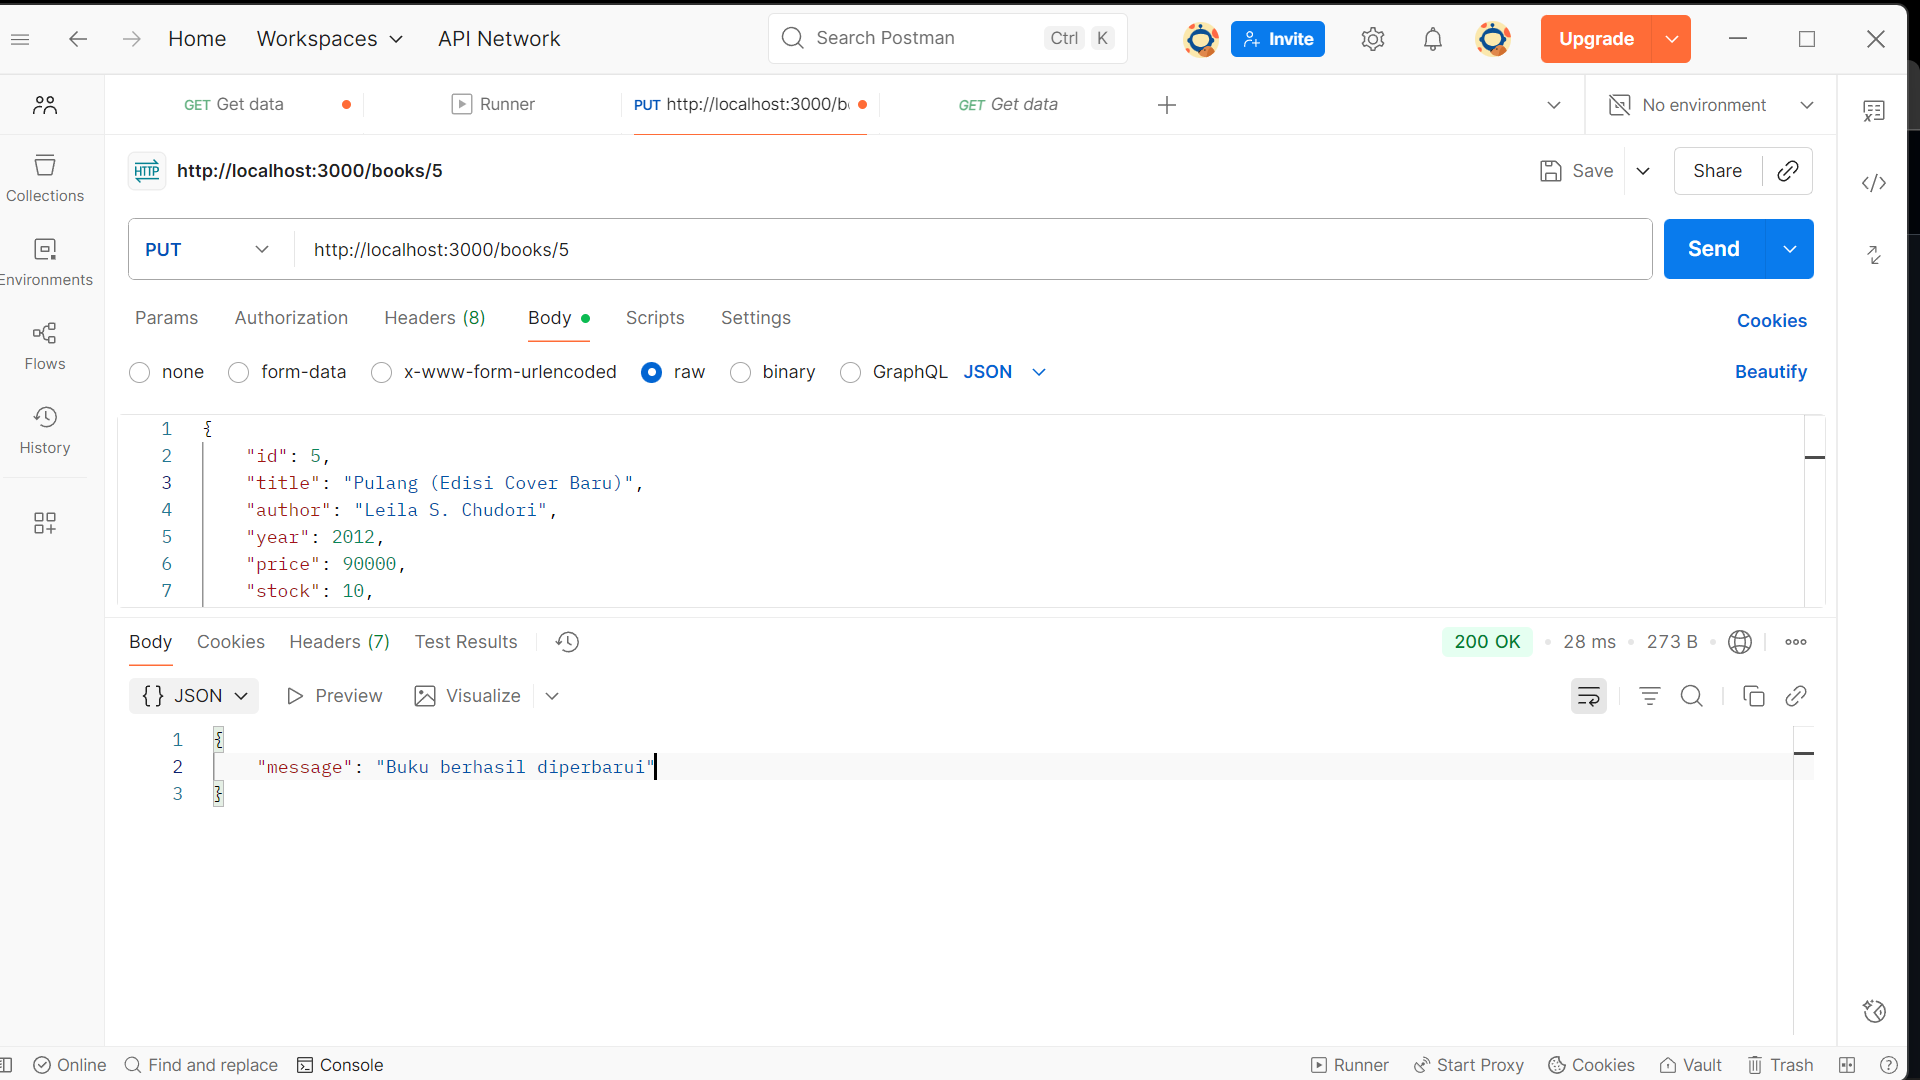 Home Workspaces API Network Search Postman Ctrl K Invite Upgrade
GET Get data Runner PUT http://localhost:3000/b GET Get data No environment
HTTP http://localhost:3000/books/5 Save Share
Collections
PUT http://localhost:3000/books/5 Send
Environments
Params Authorization Headers (8) Body Scripts Settings Cookies
Flows
none form-data x-www-form-urlencoded raw binary GraphQL JSON Beautify
History
1 {
2 "id": 5,
3 "title": "Pulang (Edisi Cover Baru)",
4 "author": "Leila S. Chudori",
5 "year": 2012,
6 "price": 90000,
7 "stock": 10,
Body Cookies Headers (7) Test Results 200 OK • 28 ms • 273 B •
{} JSON Preview Visualize
1 {
2 "message": "Buku berhasil diperbarui"
3 }
Online Find and replace Console Runner Start Proxy Cookies Vault Trash